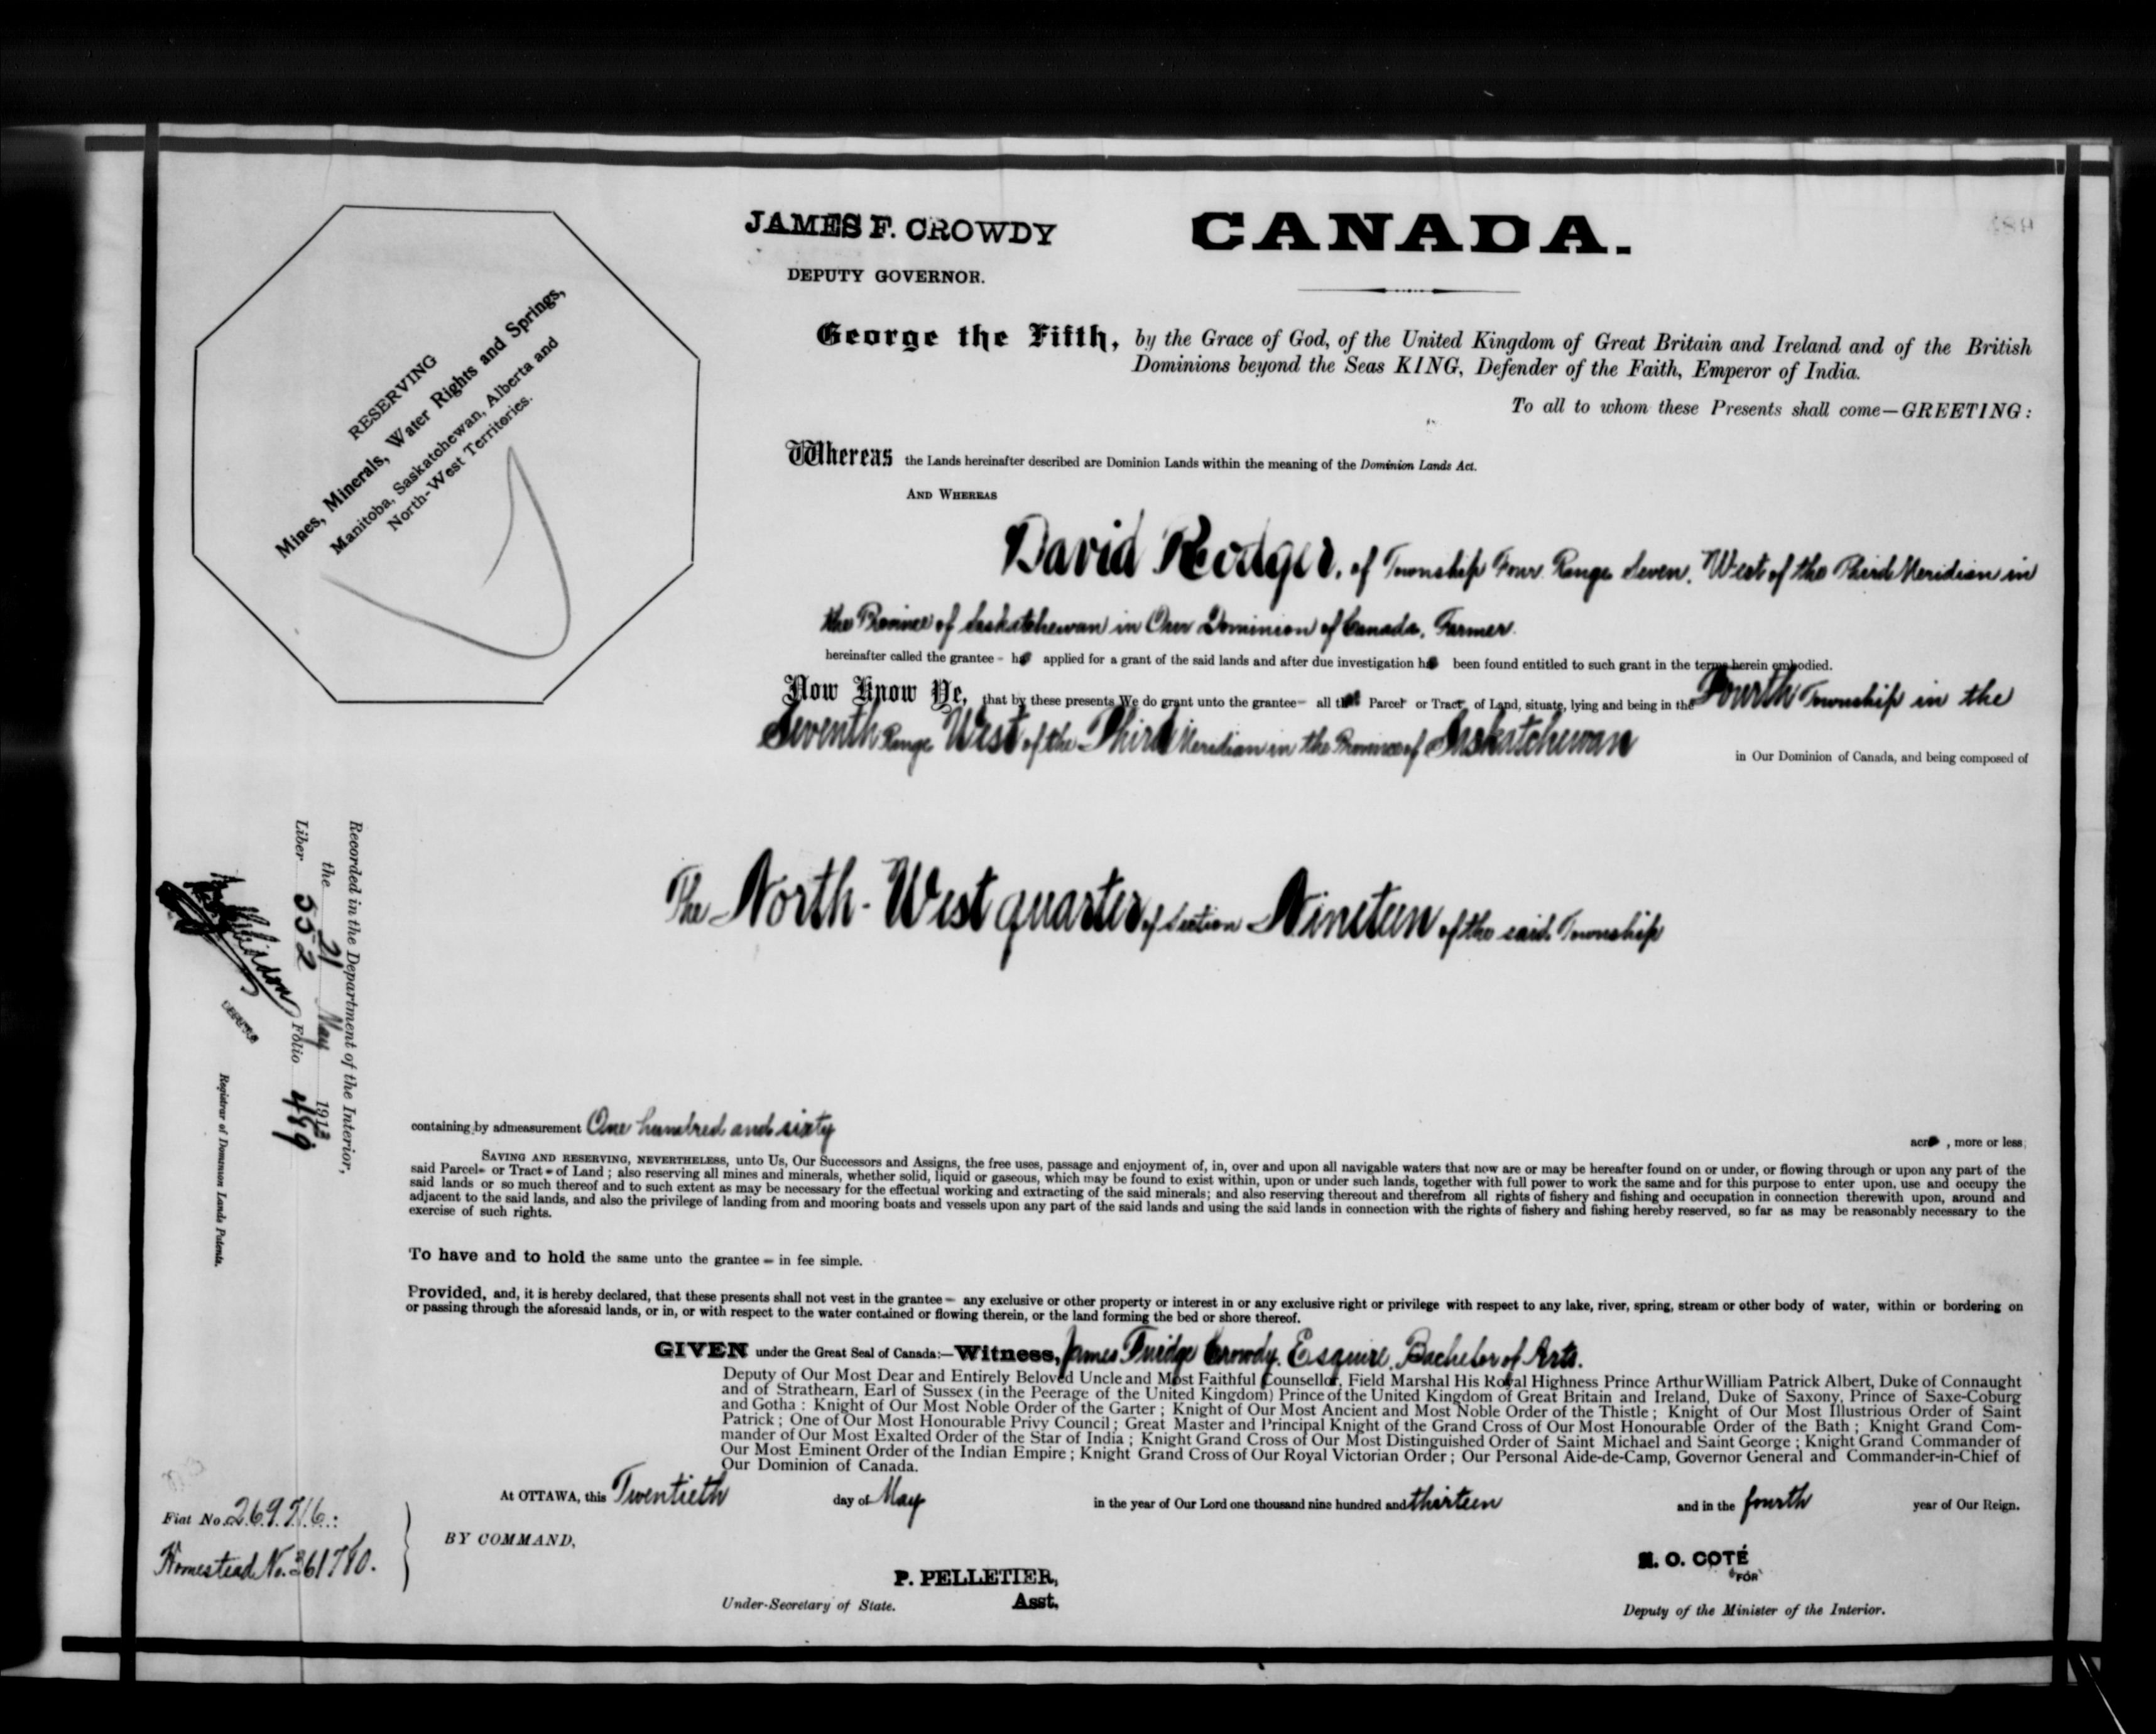 JAMES F. CROWDY
DEPUTY GOVERNOR.
CANADA.
RESERVING
Mines, Minerals, Water Rights and Springs,
Manitoba, Saskatchewan, Alberta and
North-West Territories.
George the Fifth, by the Grace of God, of the United Kingdom of Great Britain and Ireland and of the British
Dominions beyond the Seas KING, Defender of the Faith, Emperor of India.
To all to whom these Presents shall come—GREETING:
Whereas the Lands hereinafter described are Dominion Lands within the meaning of the Dominion Lands Act.
AND WHEREAS
David Rodger, of Township Four Range Seven, West of the Third Meridian in
the Province of Saskatchewan in Our Dominion of Canada, Farmer.
hereinafter called the grantee - has applied for a grant of the said lands and after due investigation has been found entitled to such grant in the terms herein embodied.
Now Know Ye, that by these presents We do grant unto the grantee- all that Parcel or Tract of Land, situate, lying and being in the Fourth Township in the
Seventh Range West of the Third Meridian in the Province of Saskatchewan in Our Dominion of Canada, and being composed of
The North-West quarter of Section Nineteen of the said Township
Recorded in the Department of the Interior,
the 21 May 1913
Liber 552 Folio 489
Registrar of Dominion Lands Patents.
containing by admeasurement One hundred and sixty acres, more or less;
SAVING AND RESERVING, NEVERTHELESS, unto Us, Our Successors and Assigns, the free uses, passage and enjoyment of, in, over and upon all navigable waters that now are or may be hereafter found on or under, or flowing through or upon any part of the
said Parcel- or Tract - of Land ; also reserving all mines and minerals, whether solid, liquid or gaseous, which may be found to exist within, upon or under such lands, together with full power to work the same and for this purpose to enter upon, use and occupy the
said lands or so much thereof and to such extent as may be necessary for the effectual working and extracting of the said minerals; and also reserving thereout and therefrom all rights of fishery and fishing and occupation in connection therewith upon, around and
adjacent to the said lands, and also the privilege of landing from and mooring boats and vessels upon any part of the said lands and using the said lands in connection with the rights of fishery and fishing hereby reserved, so far as may be reasonably necessary to the
exercise of such rights.
To have and to hold the same unto the grantee - in fee simple.
Provided, and, it is hereby declared, that these presents shall not vest in the grantee - any exclusive or other property or interest in or any exclusive right or privilege with respect to any lake, river, spring, stream or other body of water, within or bordering on
or passing through the aforesaid lands, or in, or with respect to the water contained or flowing therein, or the land forming the bed or shore thereof.
GIVEN under the Great Seal of Canada:—Witness, James Fuidge Crowdy, Esquire, Bachelor of Arts.
Deputy of Our Most Dear and Entirely Beloved Uncle and Most Faithful Counsellor, Field Marshal His Royal Highness Prince Arthur William Patrick Albert, Duke of Connaught
and of Strathearn, Earl of Sussex (in the Peerage of the United Kingdom) Prince of the United Kingdom of Great Britain and Ireland, Duke of Saxony, Prince of Saxe-Coburg
and Gotha : Knight of Our Most Noble Order of the Garter ; Knight of Our Most Ancient and Most Noble Order of the Thistle ; Knight of Our Most Illustrious Order of Saint
Patrick ; One of Our Most Honourable Privy Council ; Great Master and Principal Knight of the Grand Cross of Our Most Honourable Order of the Bath ; Knight Grand Com-
mander of Our Most Exalted Order of the Star of India ; Knight Grand Cross of Our Most Distinguished Order of Saint Michael and Saint George ; Knight Grand Commander of
Our Most Eminent Order of the Indian Empire ; Knight Grand Cross of Our Royal Victorian Order ; Our Personal Aide-de-Camp, Governor General and Commander-in-Chief of
Our Dominion of Canada.
At OTTAWA, this Twentieth day of May in the year of Our Lord one thousand nine hundred and thirteen and in the fourth year of Our Reign.
Fiat No. 269716.
Homestead No. 361780.
BY COMMAND,
P. PELLETIER,
Under-Secretary of State. Asst.
N. O. COTÉ
FOR
Deputy of the Minister of the Interior.